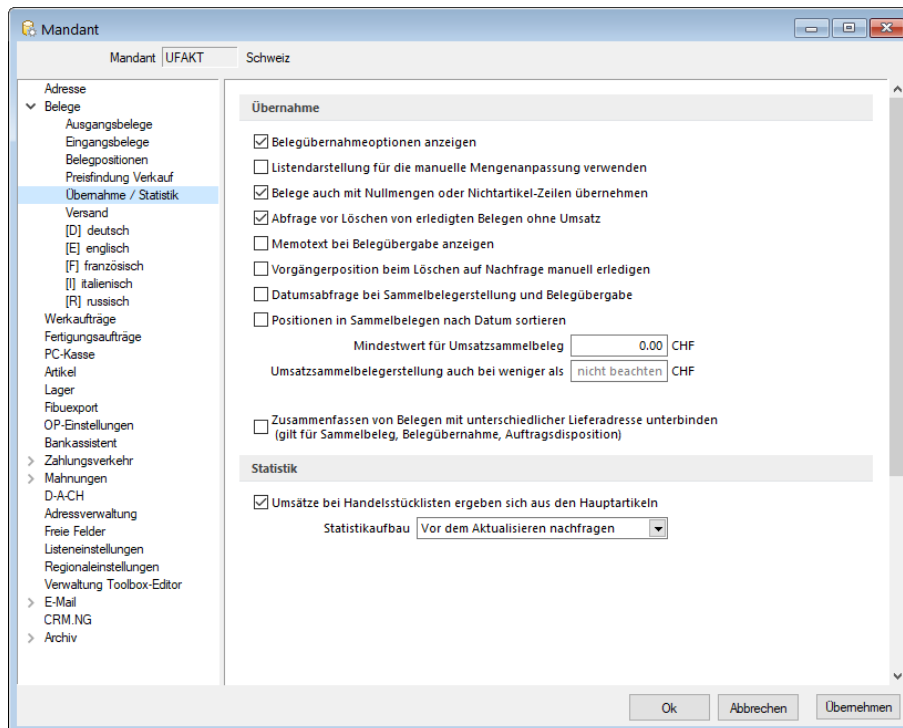 Mandant
Mandant UFAKT Schweiz
Adresse
Belege
Ausgangsbelege
Eingangsbelege
Belegpositionen
Preisfindung Verkauf
Übernahme / Statistik
Versand
[D] deutsch
[E] englisch
[F] französisch
[I] italienisch
[R] russisch
Werkaufträge
Fertigungsaufträge
PC-Kasse
Artikel
Lager
Fibuexport
OP-Einstellungen
Bankassistent
Zahlungsverkehr
Mahnungen
D-A-CH
Adressverwaltung
Freie Felder
Listeneinstellungen
Regionaleinstellungen
Verwaltung Toolbox-Editor
E-Mail
CRM.NG
Archiv
Übernahme
Belegübernahmeoptionen anzeigen
Listendarstellung für die manuelle Mengenanpassung verwenden
Belege auch mit Nullmengen oder Nichtartikel-Zeilen übernehmen
Abfrage vor Löschen von erledigten Belegen ohne Umsatz
Memotext bei Belegübergabe anzeigen
Vorgängerposition beim Löschen auf Nachfrage manuell erledigen
Datumsabfrage bei Sammelbelegerstellung und Belegübergabe
Positionen in Sammelbelegen nach Datum sortieren
Mindestwert für Umsatzsammelbeleg 0.00 CHF
Umsatzsammelbelegerstellung auch bei weniger als nicht beachten CHF
Zusammenfassen von Belegen mit unterschiedlicher Lieferadresse unterbinden
(gilt für Sammelbeleg, Belegübernahme, Auftragsdisposition)
Statistik
Umsätze bei Handelsstücklisten ergeben sich aus den Hauptartikeln
Statistikaufbau Vor dem Aktualisieren nachfragen
Ok Abbrechen Übernehmen